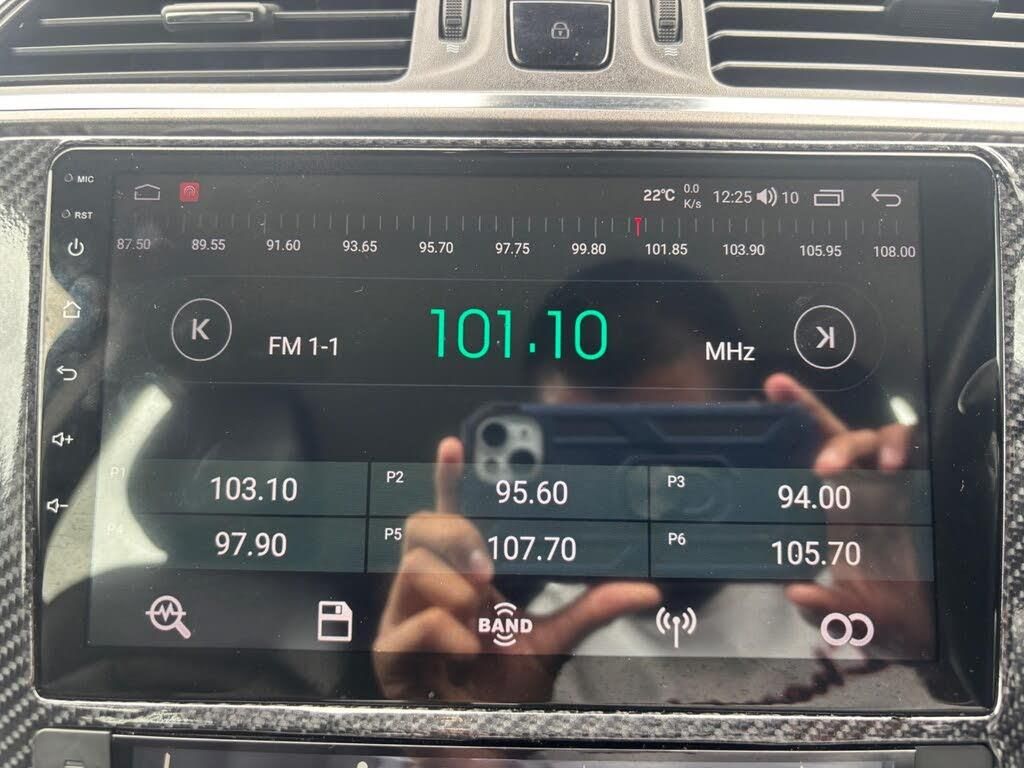 MIC
RST
22°C 0.0 K/s 12:25 10
87.50 89.55 91.60 93.65 95.70 97.75 99.80 101.85 103.90 105.95 108.00
K FM 1-1 101.10 MHz K
P1 103.10 P2 95.60 P3 94.00
P4 97.90 P5 107.70 P6 105.70
BAND